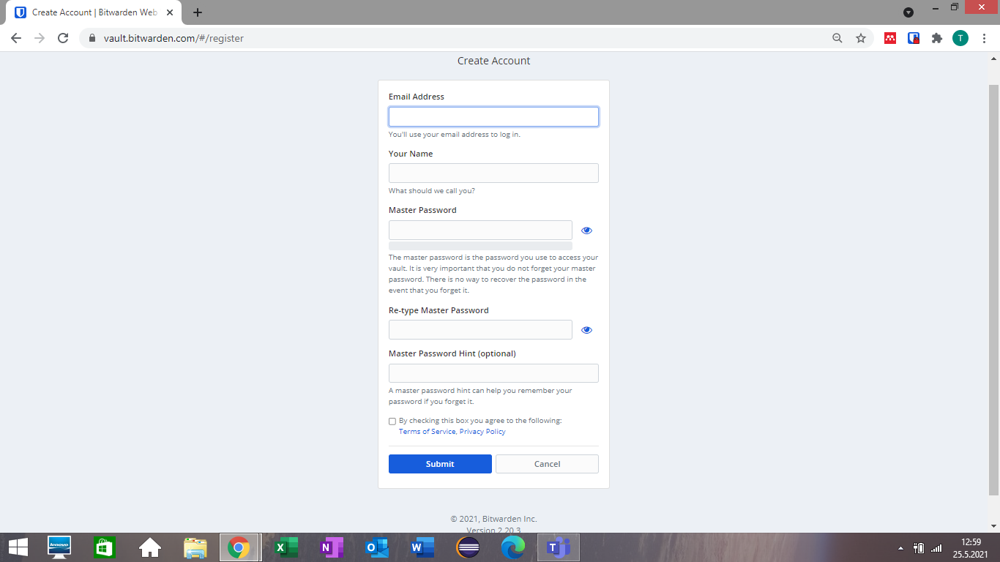 Create Account | Bitwarden Web
vault.bitwarden.com/#/register
T
Create Account
Email Address
You'll use your email address to log in.
Your Name
What should we call you?
Master Password
The master password is the password you use to access your
vault. It is very important that you do not forget your master
password. There is no way to recover the password in the
event that you forget it.
Re-type Master Password
Master Password Hint (optional)
A master password hint can help you remember your
password if you forget it.
By checking this box you agree to the following:
Terms of Service, Privacy Policy
Submit Cancel
© 2021, Bitwarden Inc.
Version 2.20.3
lenovo X N O W T
12:59
25.5.2021